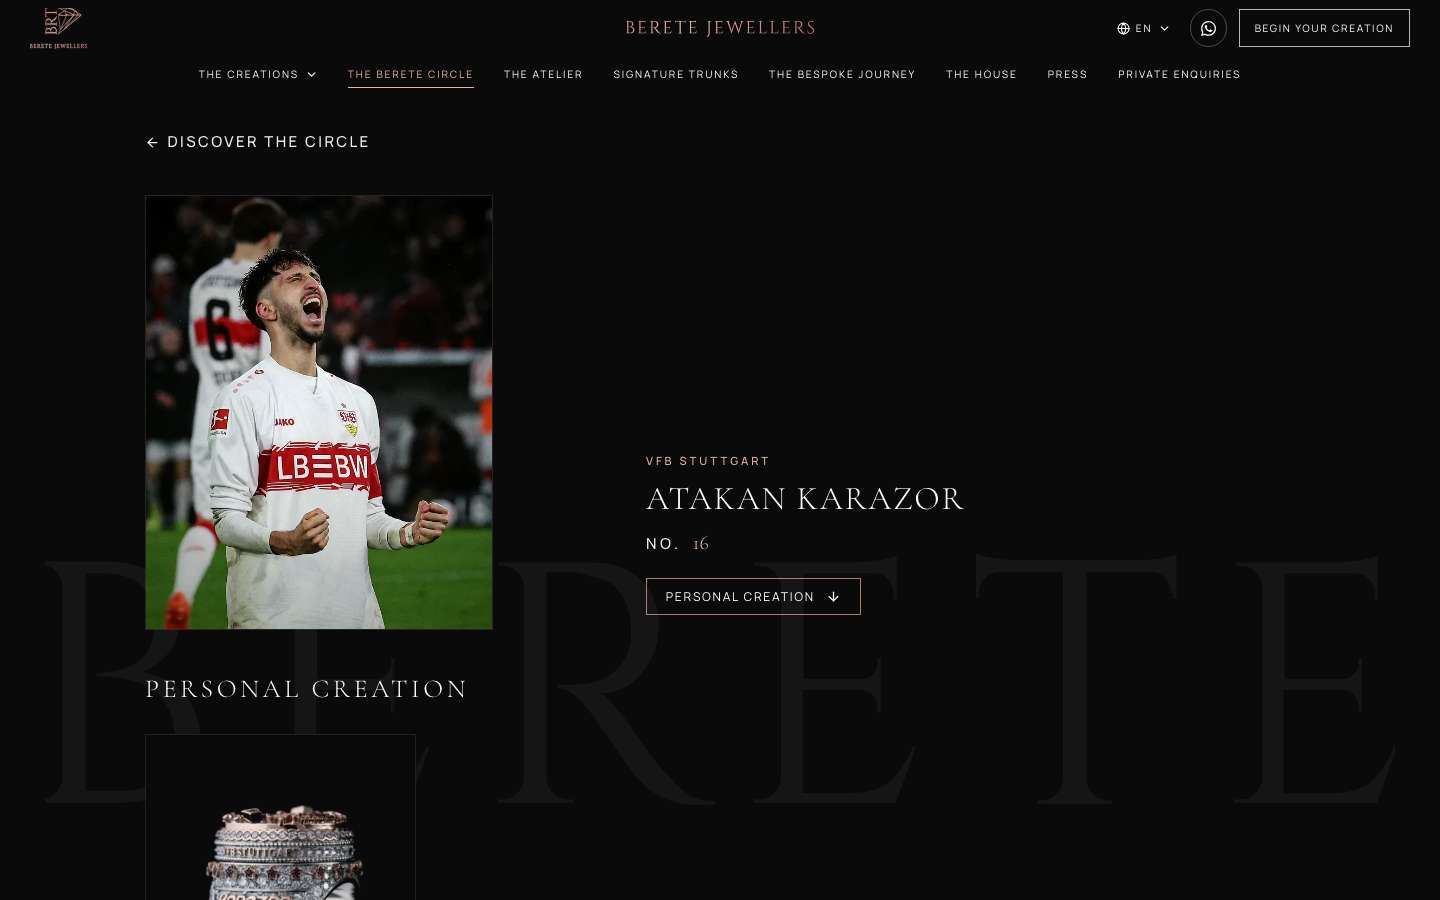 BRT
BERETE JEWELLERS
BERETE JEWELLERS
EN
BEGIN YOUR CREATION
THE CREATIONS
THE BERETE CIRCLE
THE ATELIER
SIGNATURE TRUNKS
THE BESPOKE JOURNEY
THE HOUSE
PRESS
PRIVATE ENQUIRIES
← DISCOVER THE CIRCLE
6
JAKO
LBBW
VFB STUTTGART
ATAKAN KARAZOR
NO. 16
PERSONAL CREATION ↓
BERETE
PERSONAL CREATION